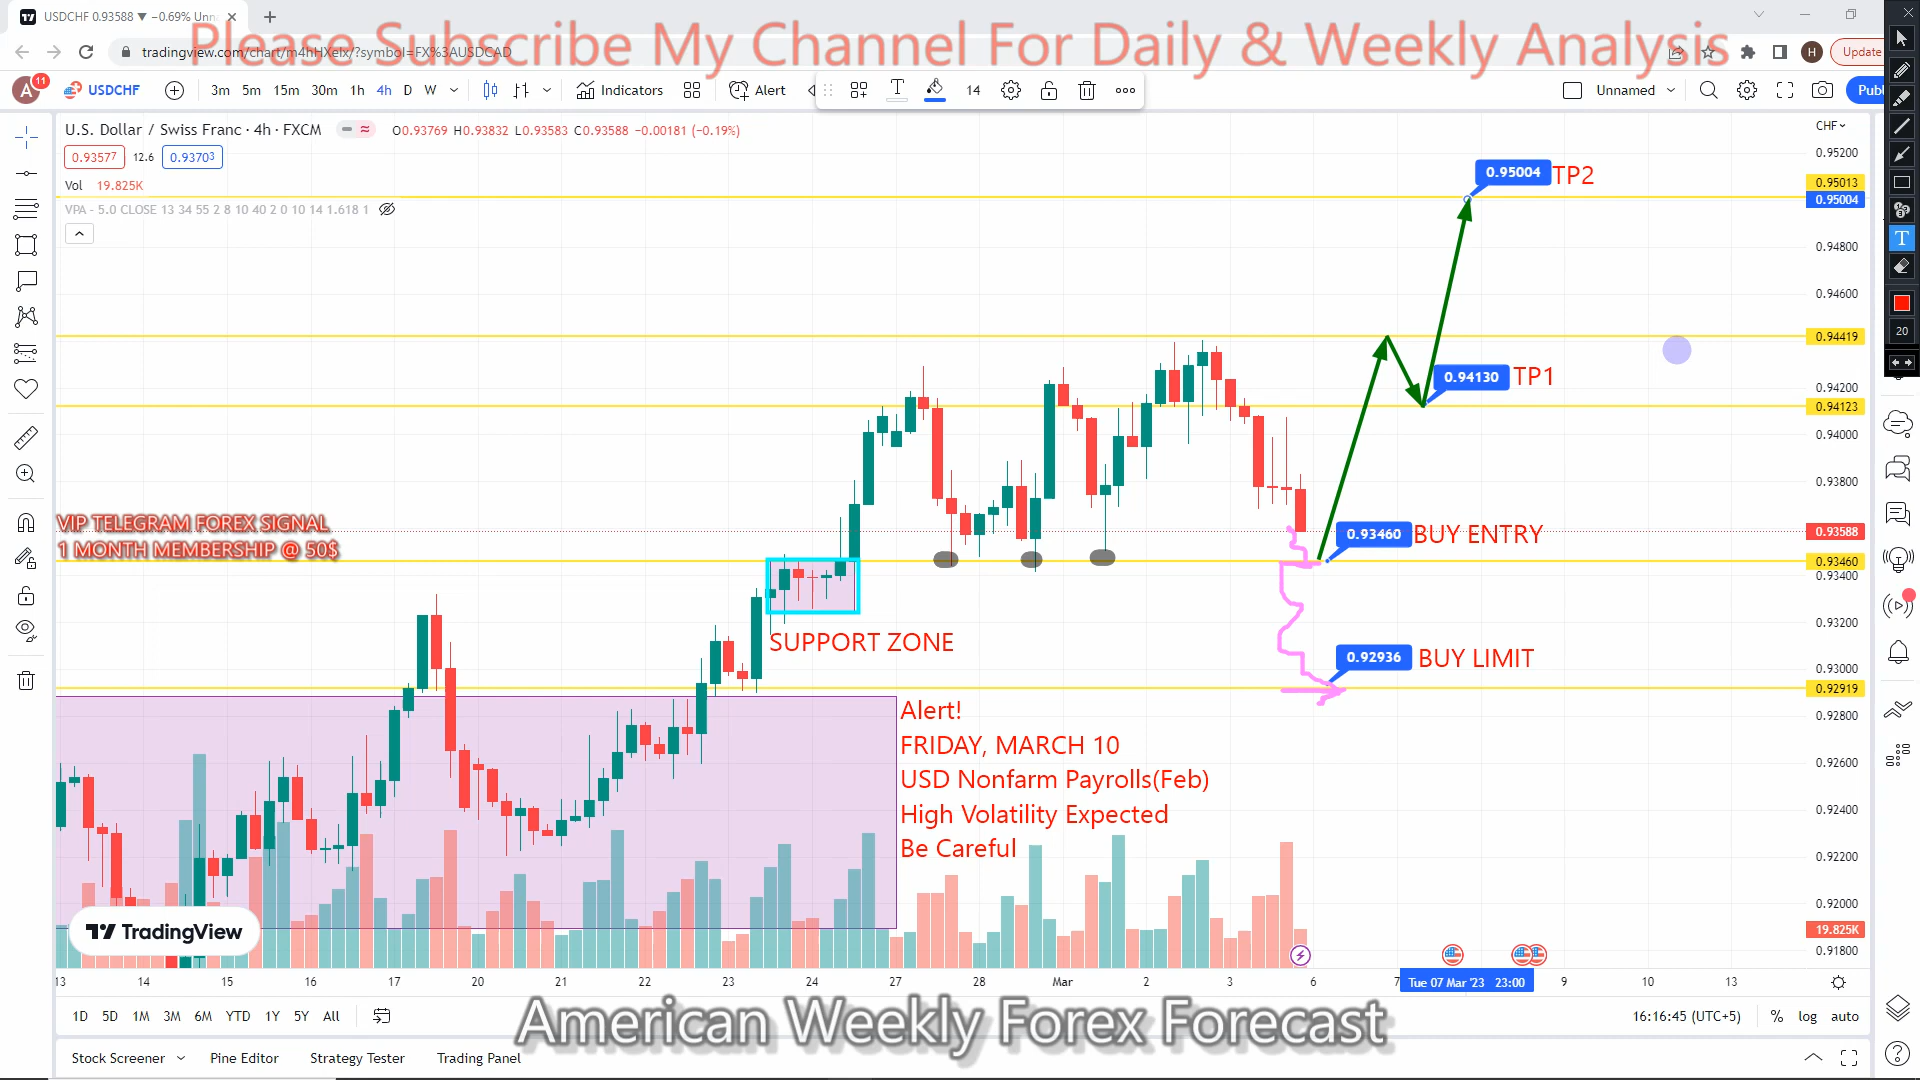 USDCHF 0.93588 ▼ −0.69% Unn
Please Subscribe My Channel For Daily & Weekly Analysis
tradingview.com/chart/m4hHXelx/?symbol=FX%3AUSDCAD
H
Update
A
11
USDCHF
3m 5m 15m 30m 1h 4h D W
Indicators
Alert
T
14
Unnamed
Publ
U.S. Dollar / Swiss Franc · 4h · FXCM
O0.93769 H0.93832 L0.93583 C0.93588 −0.00181 (−0.19%)
CHF
0.93577 12.6 0.93703
Vol 19.825K
VPA - 5.0 CLOSE 13 34 55 2 8 10 40 2 0 10 14 1.618 1
0.95200
0.95004 TP2
0.95013
0.95004
0.94800
0.94600
20
0.94419
0.94130 TP1
0.94200
0.94123
0.94000
0.93800
VIP TELEGRAM FOREX SIGNAL
1 MONTH MEMBERSHIP @ 50$
0.93460 BUY ENTRY
0.93588
0.93460
0.93400
0.93200
SUPPORT ZONE
0.92936 BUY LIMIT
0.93000
0.92919
Alert!
0.92800
FRIDAY, MARCH 10
0.92600
USD Nonfarm Payrolls(Feb)
0.92400
High Volatility Expected
Be Careful
0.92200
0.92000
TradingView
19.825K
0.91800
13 14 15 16 17 20 21 22 23 24 27 28 Mar 2 3 6 7 Tue 07 Mar '23 23:00 9 10 13
1D 5D 1M 3M 6M YTD 1Y 5Y All
American Weekly Forex Forecast
16:16:45 (UTC+5) % log auto
Stock Screener Pine Editor Strategy Tester Trading Panel